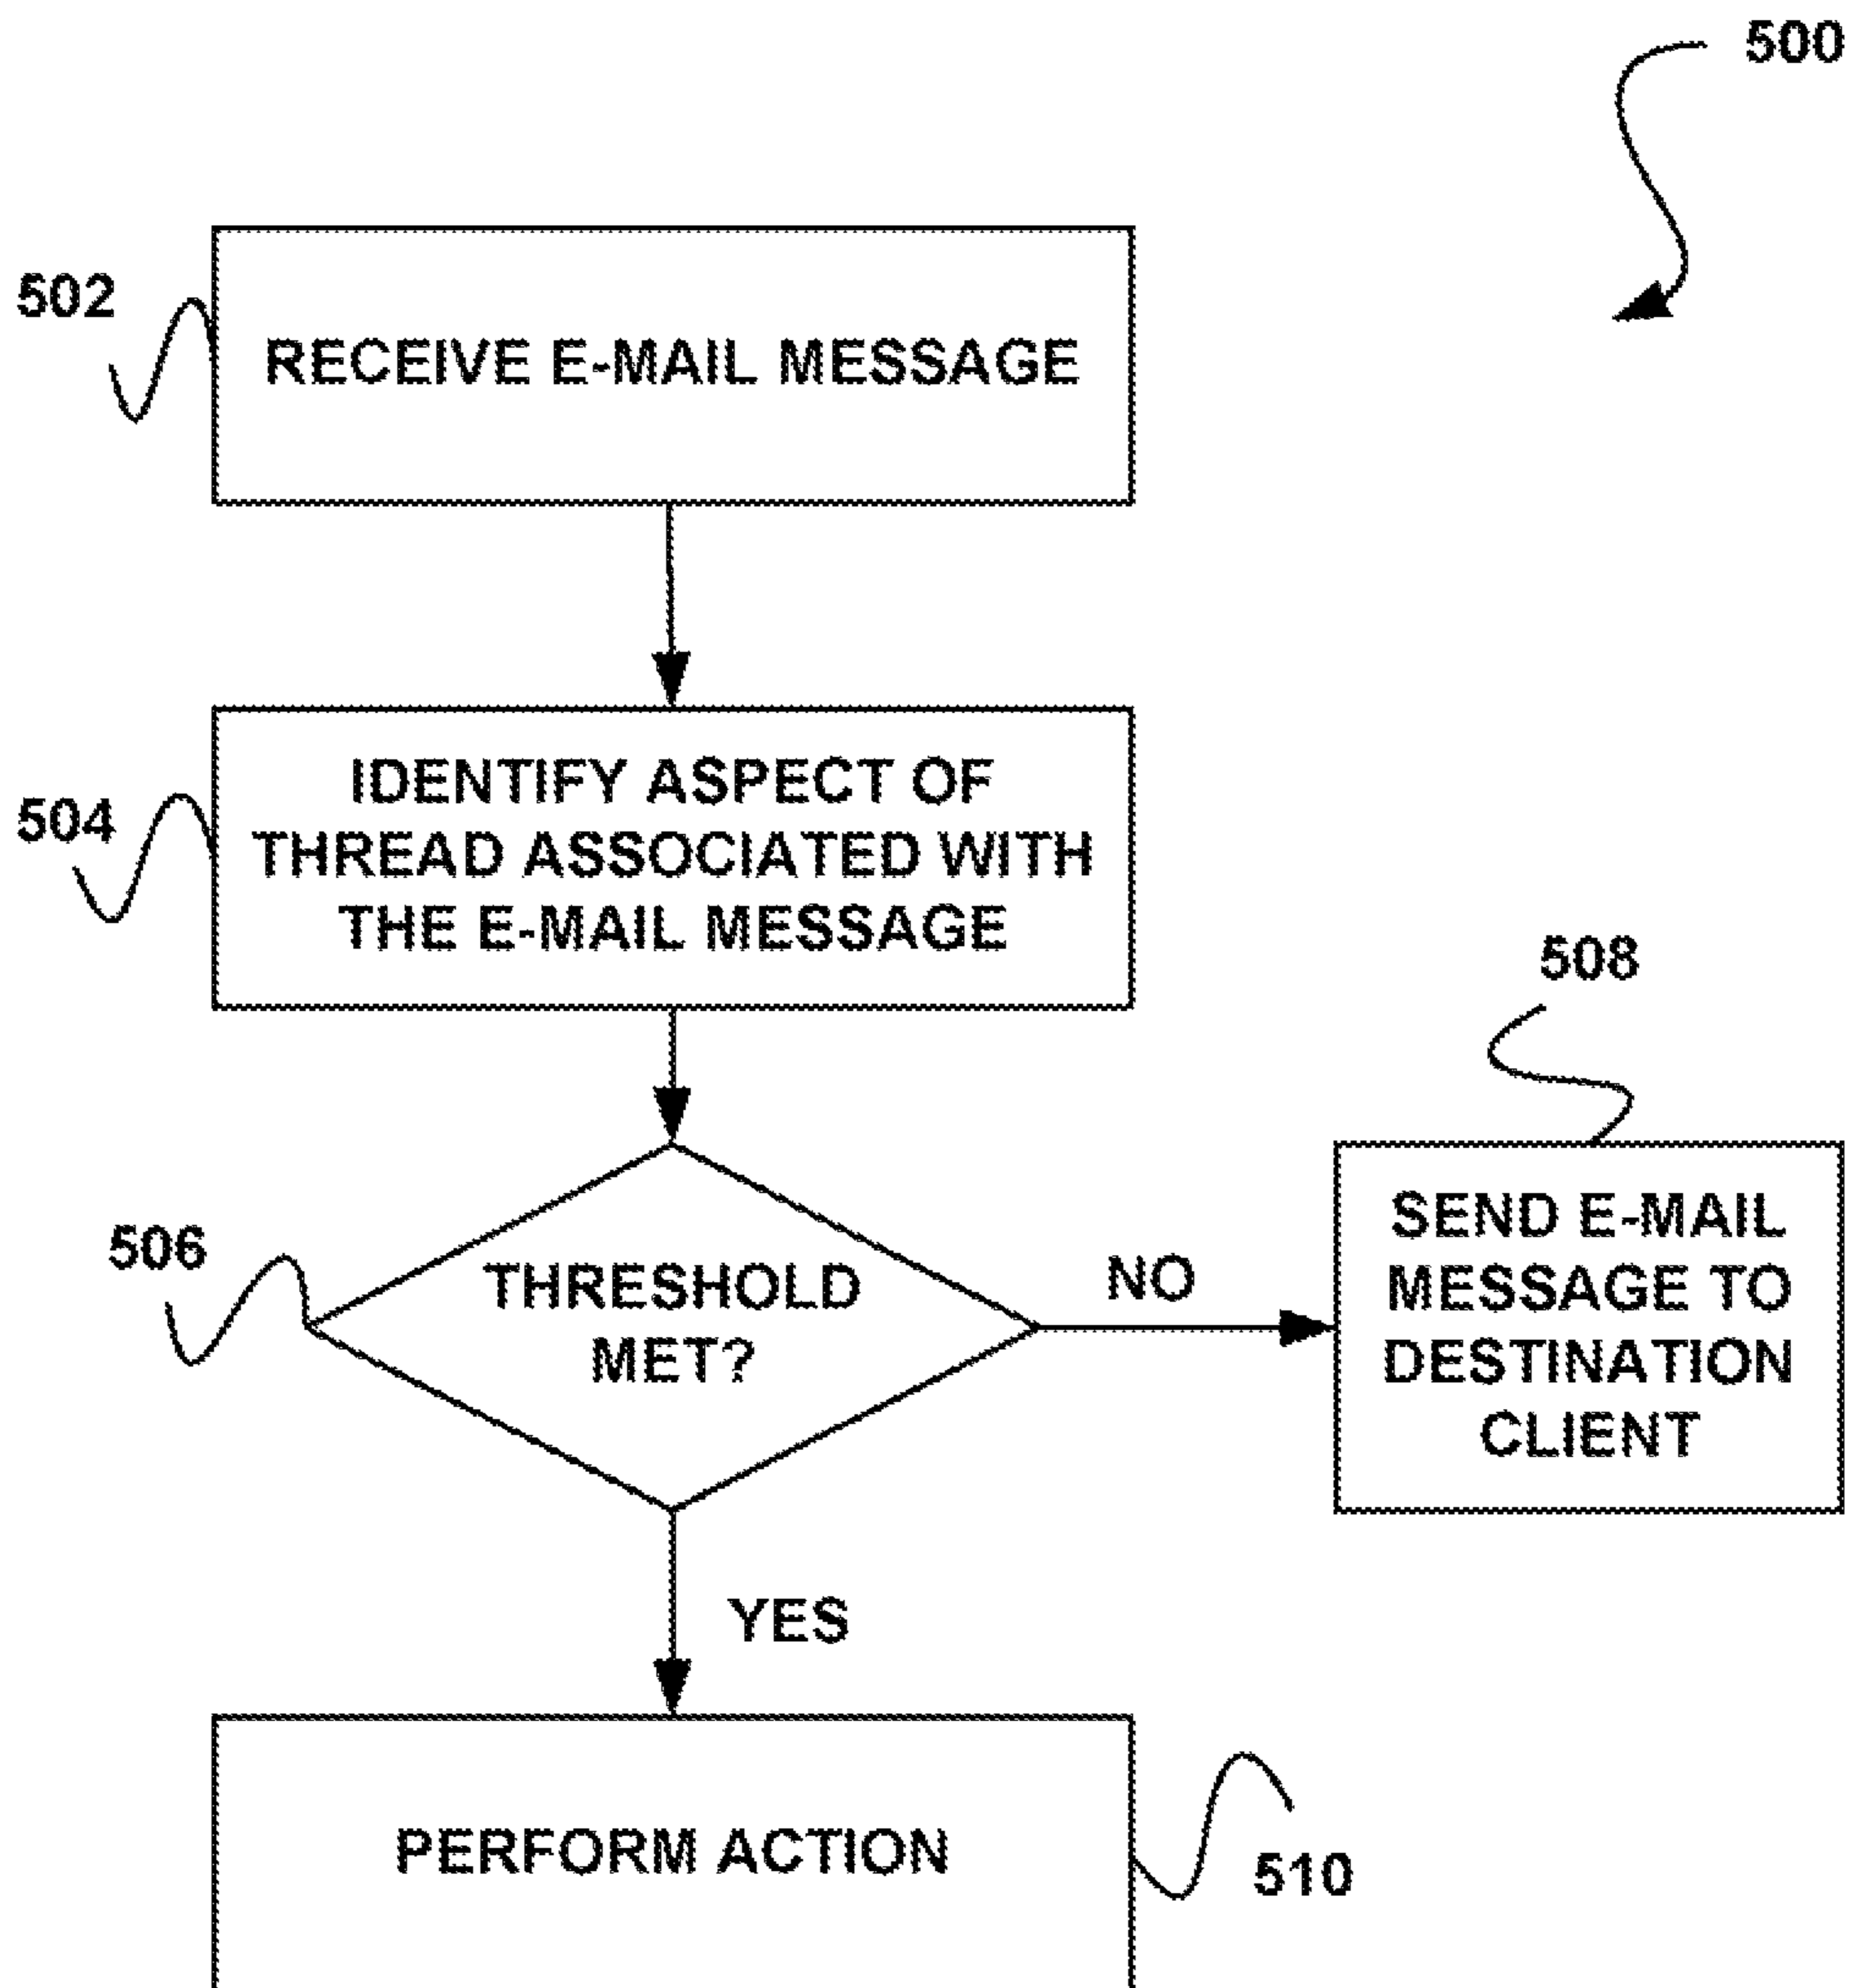 500
502
RECEIVE E-MAIL MESSAGE
504
IDENTIFY ASPECT OF
THREAD ASSOCIATED WITH
THE E-MAIL MESSAGE
506
THRESHOLD
MET?
NO
508
SEND E-MAIL
MESSAGE TO
DESTINATION
CLIENT
YES
PERFORM ACTION
510